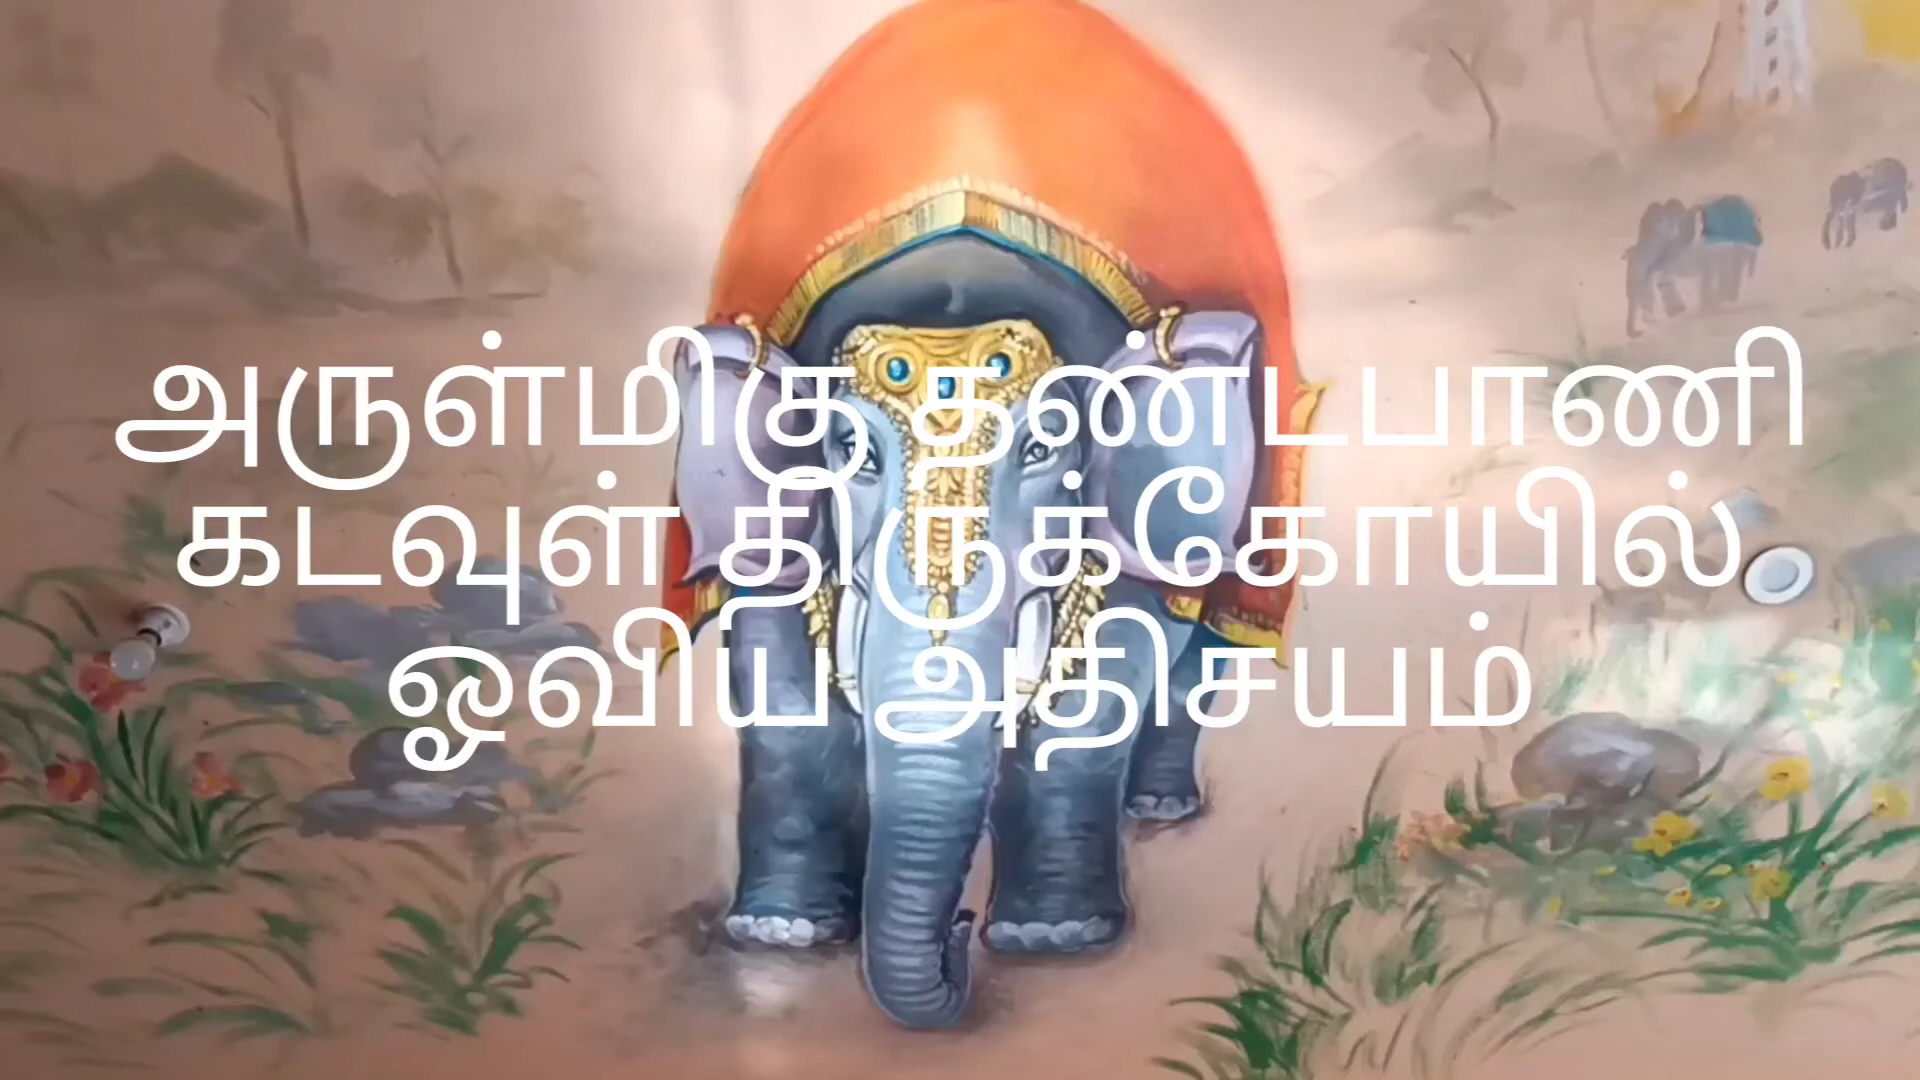 அருள்மிகு தண்டபாணி
கடவுள் திருக்கோயில்
ஓவிய அதிசயம்